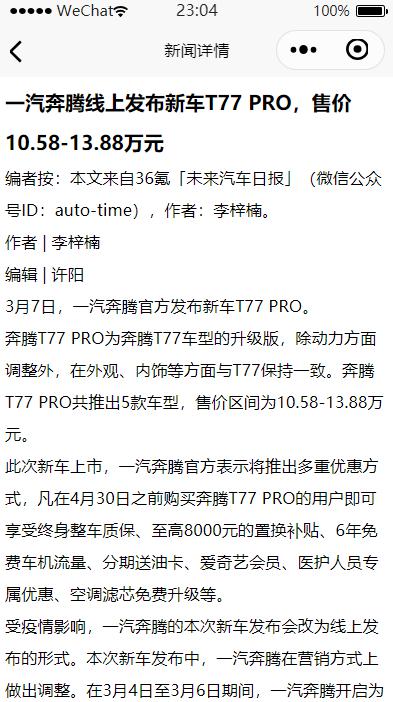 WeChat
23:04
100%
新闻详情
一汽奔腾线上发布新车T77 PRO，售价
10.58-13.88万元
编者按：本文来自36氪「未来汽车日报」（微信公众
号ID：auto-time），作者：李梓楠。
作者 | 李梓楠
编辑 | 许阳
3月7日，一汽奔腾官方发布新车T77 PRO。
奔腾T77 PRO为奔腾T77车型的升级版，除动力方面
调整外，在外观、内饰等方面与T77保持一致。奔腾
T77 PRO共推出5款车型，售价区间为10.58-13.88万
元。
此次新车上市，一汽奔腾官方表示将推出多重优惠方
式，凡在4月30日之前购买奔腾T77 PRO的用户即可
享受终身整车质保、至高8000元的置换补贴、6年免
费车机流量、分期送油卡、爱奇艺会员、医护人员专
属优惠、空调滤芯免费升级等。
受疫情影响，一汽奔腾的本次新车发布会改为线上发
布的形式。本次新车发布中，一汽奔腾在营销方式上
做出调整。在3月4日至3月6日期间，一汽奔腾开启为